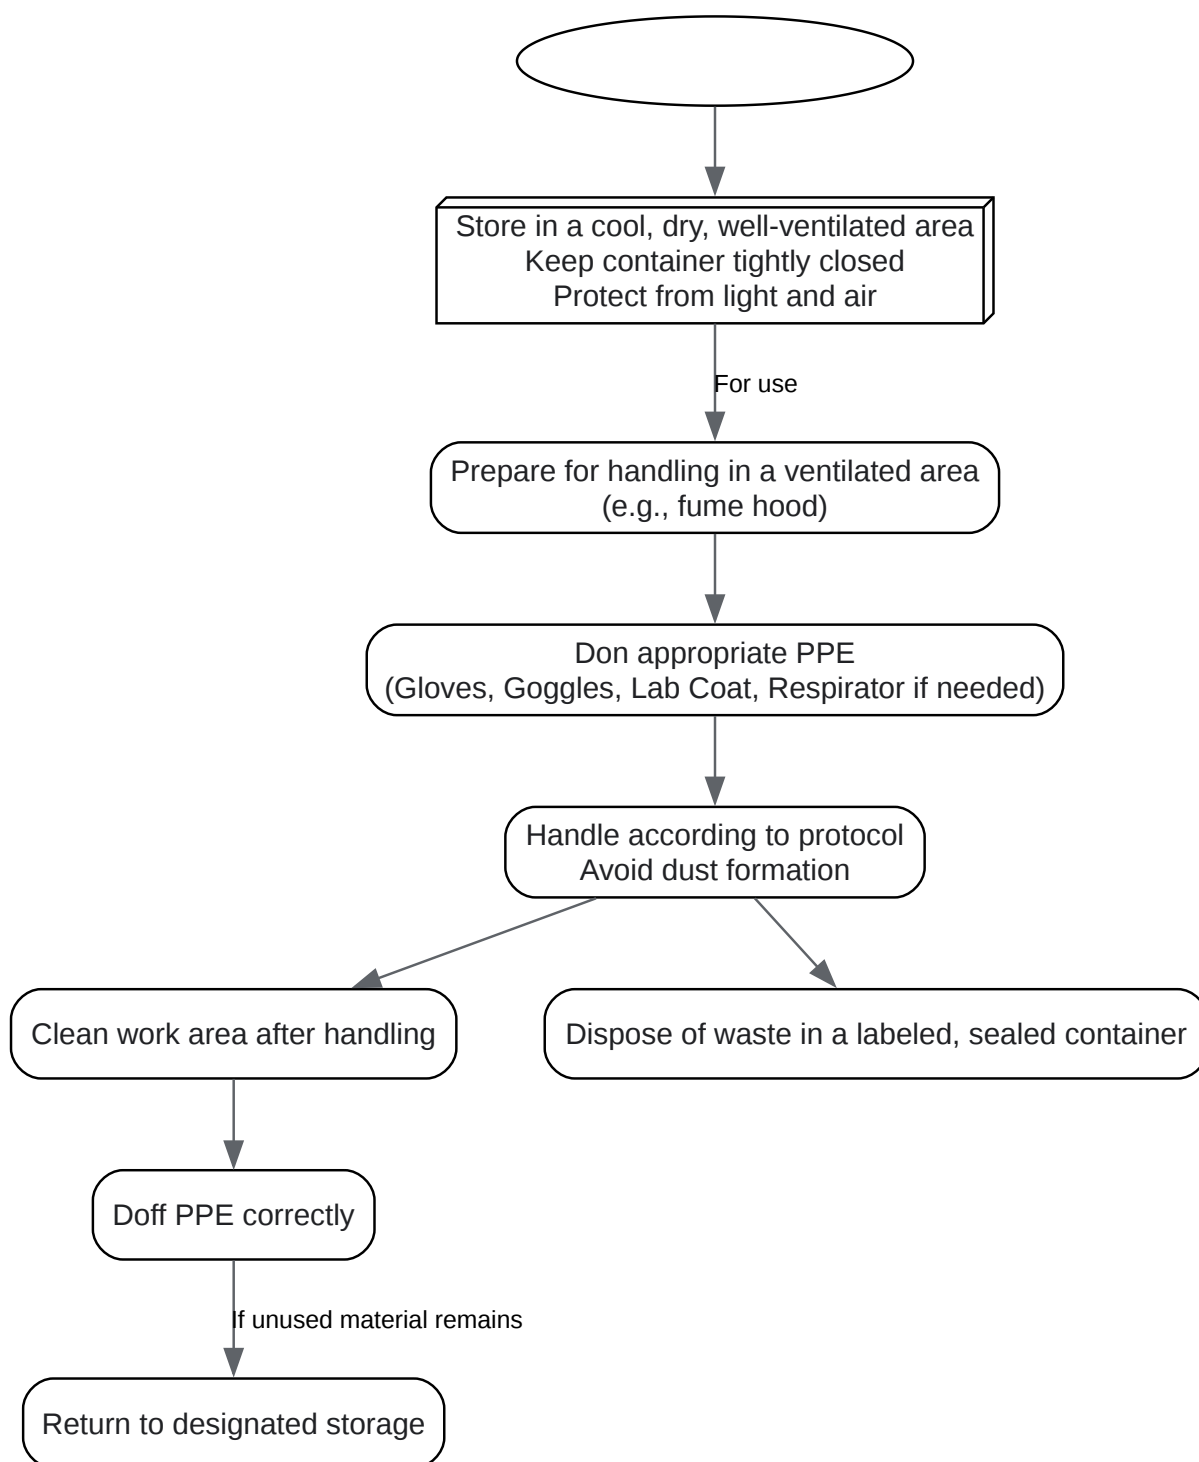 Store in a cool, dry, well-ventilated area
Keep container tightly closed
Protect from light and air
For use
Prepare for handling in a ventilated area
(e.g., fume hood)
Don appropriate PPE
(Gloves, Goggles, Lab Coat, Respirator if needed)
Handle according to protocol
Avoid dust formation
Clean work area after handling
Dispose of waste in a labeled, sealed container
Doff PPE correctly
If unused material remains
Return to designated storage